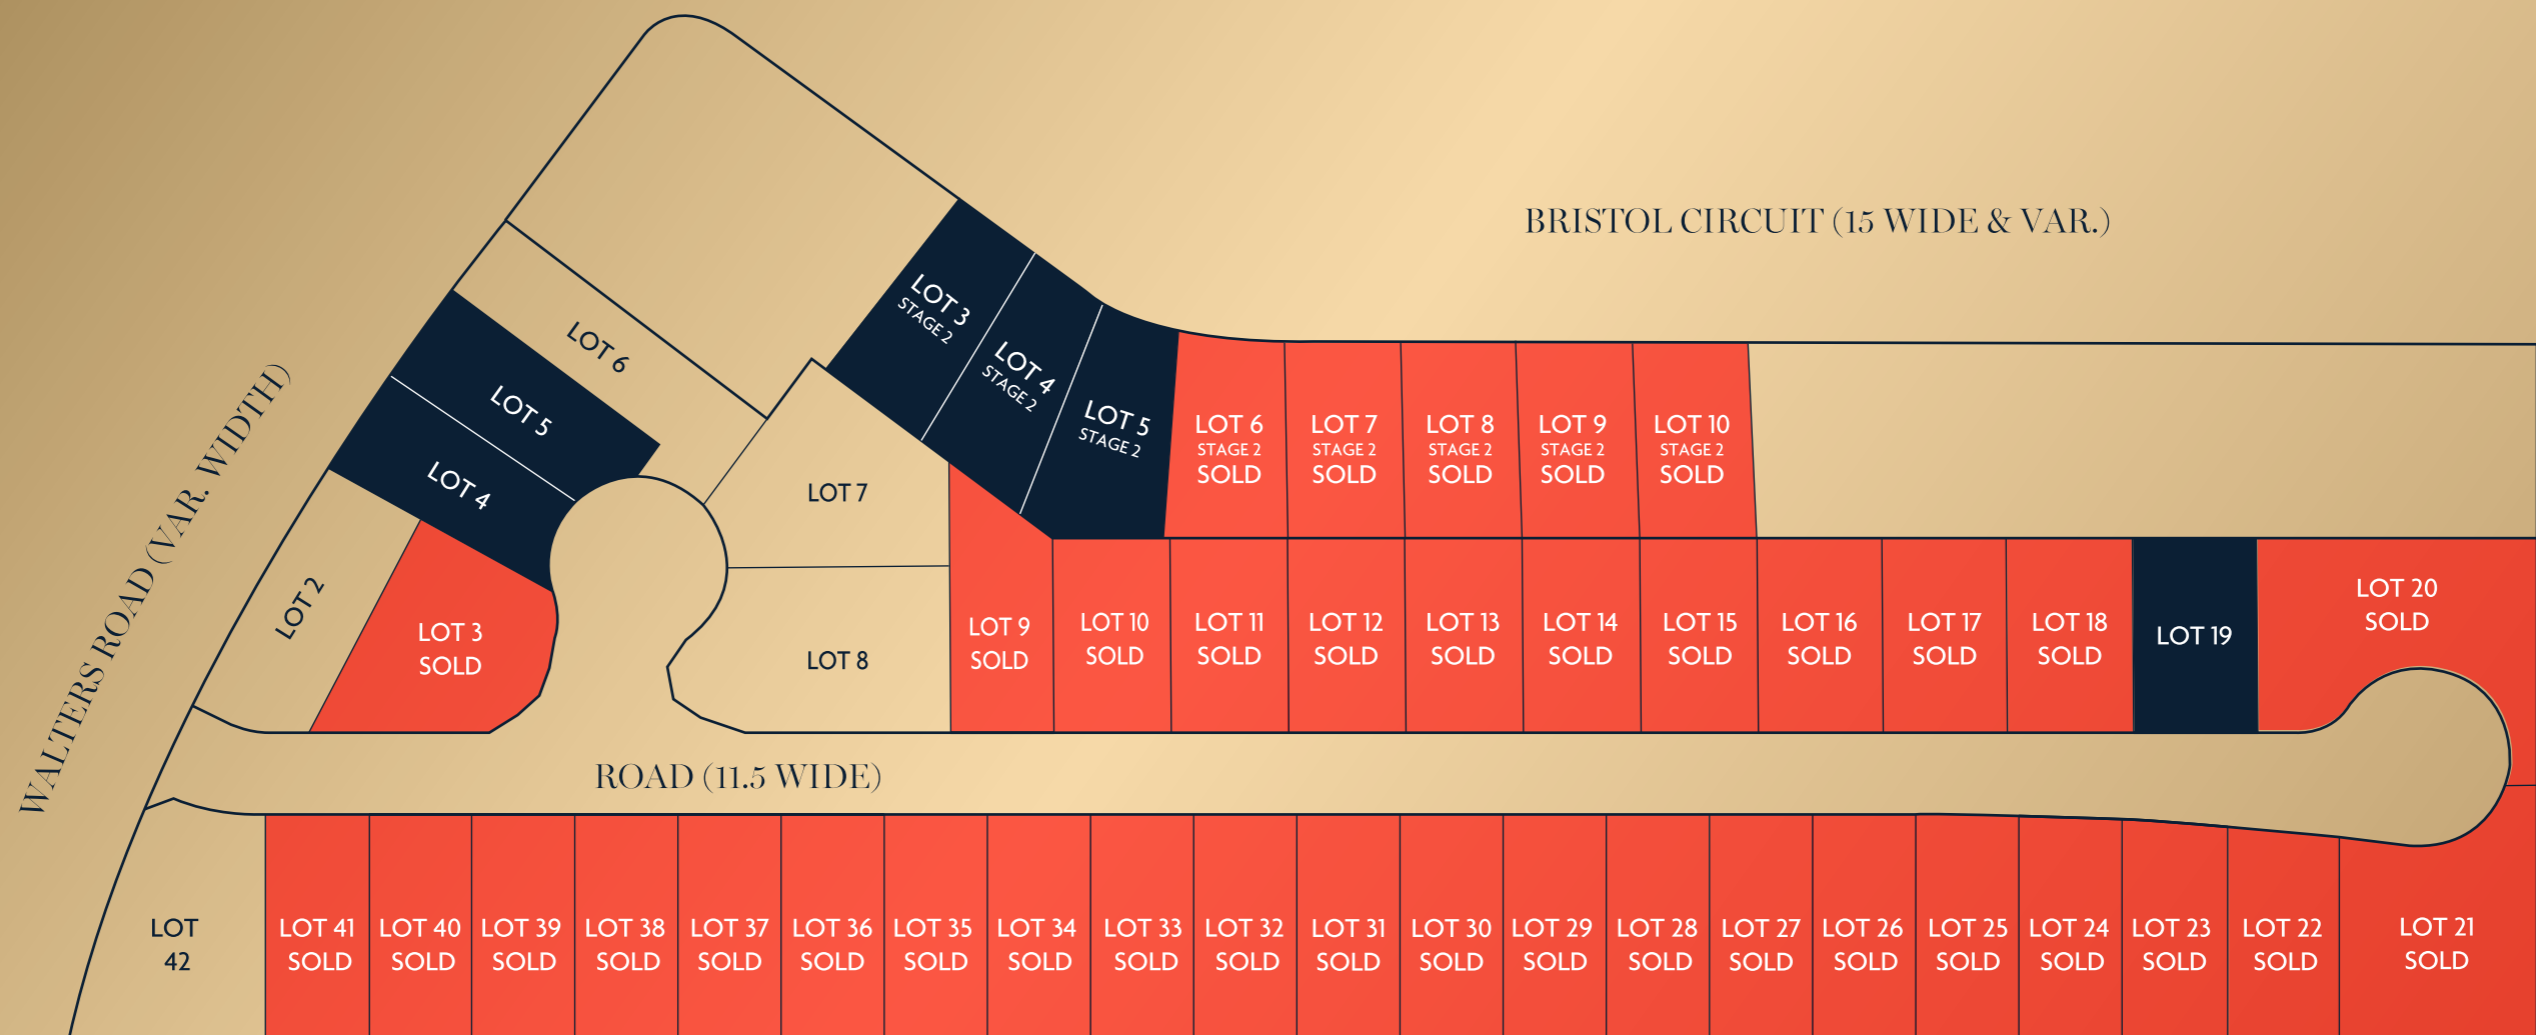 BRISTOL CIRCUIT (15 WIDE & VAR.)
WALTERS ROAD (VAR. WIDTH)
LOT 6
LOT 5
LOT 4
LOT 2
LOT 3
SOLD
LOT 7
LOT 8
LOT 3
STAGE 2
LOT 4
STAGE 2
LOT 5
STAGE 2
LOT 6
STAGE 2
SOLD
LOT 7
STAGE 2
SOLD
LOT 8
STAGE 2
SOLD
LOT 9
STAGE 2
SOLD
LOT 10
STAGE 2
SOLD
LOT 9
SOLD
LOT 10
SOLD
LOT 11
SOLD
LOT 12
SOLD
LOT 13
SOLD
LOT 14
SOLD
LOT 15
SOLD
LOT 16
SOLD
LOT 17
SOLD
LOT 18
SOLD
LOT 19
LOT 20
SOLD
ROAD (11.5 WIDE)
LOT
42
LOT 41
SOLD
LOT 40
SOLD
LOT 39
SOLD
LOT 38
SOLD
LOT 37
SOLD
LOT 36
SOLD
LOT 35
SOLD
LOT 34
SOLD
LOT 33
SOLD
LOT 32
SOLD
LOT 31
SOLD
LOT 30
SOLD
LOT 29
SOLD
LOT 28
SOLD
LOT 27
SOLD
LOT 26
SOLD
LOT 25
SOLD
LOT 24
SOLD
LOT 23
SOLD
LOT 22
SOLD
LOT 21
SOLD